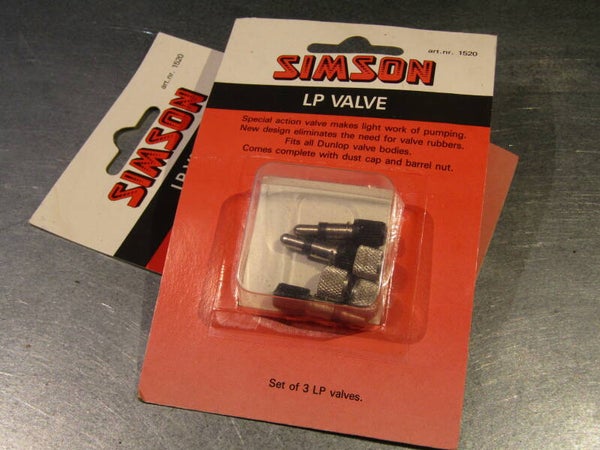 art.nr. 1520
SIMSON
LP VALVE
Special action valve makes light work of pumping.
New design eliminates the need for valve rubbers.
Fits all Dunlop valve bodies.
Comes complete with dust cap and barrel nut.
Set of 3 LP valves.
art.nr. 1520
SIMSON
LP V